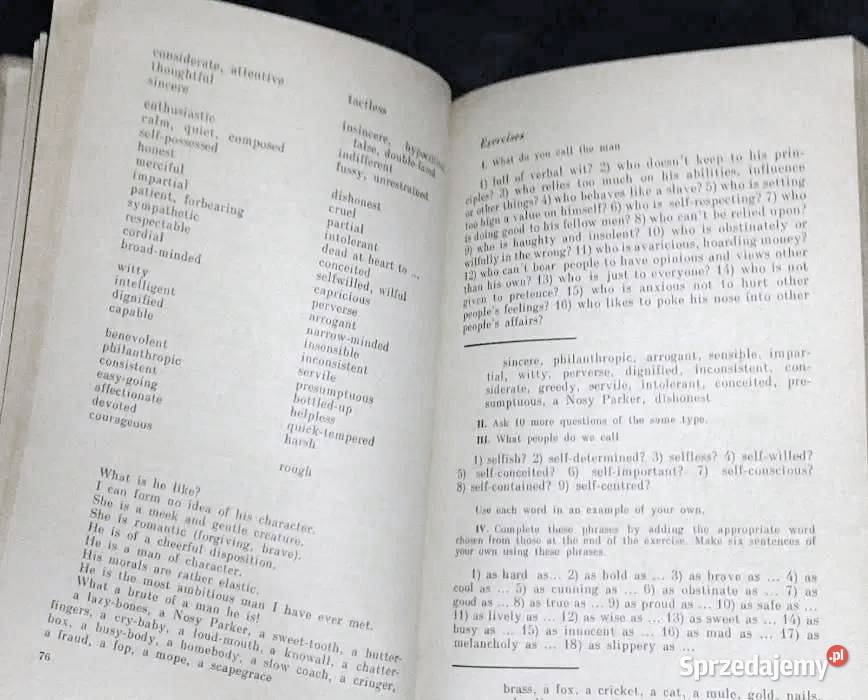 considerate, attentive
thoughtful
sincere
enthusiastic
calm, quiet, composed
self-possessed
honest
merciful
impartial
patient, forbearing
sympathetic
respectable
cordial
broad-minded
witty
intelligent
dignified
capable
benevolent
philanthropic
consistent
easy-going
affectionate
devoted
courageous
tactless
insincere, hypocritical,
false, double-faced
indifferent
fussy, unrestrained
dishonest
cruel
partial
intolerant
dead at heart to ...
conceited
selfwilled, wilful
capricious
perverse
arrogant
narrow-minded
insensible
inconsistent
servile
presumptuous
bottled-up
helpless
quick-tempered
harsh
rough
What is he like?
I can form no idea of his character.
She is a meek and gentle creature.
She is romantic (forgiving, brave).
He is of a cheerful disposition.
He is a man of character.
His morals are rather elastic.
He is the most ambitious man I have ever met.
What a brute of a man he is!
a lazy-bones, a Nosy Parker, a sweet-tooth, a butter-
fingers, a cry-baby, a loud-mouth, a knowall, a chatter-
box, a busy-body, a homebody, a slow coach, a cringer,
a fraud, a fop, a mope, a scapegrace
76
Exercises
I. What do you call the man
1) full of verbal wit? 2) who doesn't keep to his prin-
ciples? 3) who relies too much on his abilities, influence
or other things? 4) who behaves like a slave? 5) who is setting
too high a value on himself? 6) who is self-respecting? 7) who
is doing good to his fellow men? 8) who can't be relied upon?
9) who is haughty and insolent? 10) who is obstinately or
wilfully in the wrong? 11) who is avaricious, hoarding money?
12) who can't bear people to have opinions and views other
than his own? 13) who is just to everyone? 14) who is not
given to pretence? 15) who is anxious not to hurt other
people's feelings? 16) who likes to poke his nose into other
people's affairs?
sincere, philanthropic, arrogant, sensible, impar-
tial, witty, perverse, dignified, inconsistent, con-
siderate, greedy, servile, intolerant, conceited, pre-
sumptuous, a Nosy Parker, dishonest
II. Ask 10 more questions of the same type.
III. What people do we call
1) selfish? 2) self-determined? 3) selfless? 4) self-willed?
5) self-conceited? 6) self-important? 7) self-conscious?
8) self-contained? 9) self-centred?
Use each word in an example of your own.
IV. Complete these phrases by adding the appropriate word
chosen from those at the end of the exercise. Make six sentences of
your own using these phrases.
1) as hard as... 2) as bold as ... 3) as brave as ... 4) as
cool as ... 5) as cunning as ... 6) as obstinate as ... 7) as
good as ... 8) as true as ... 9) as proud as ... 10) as safe as ...
11) as lively as ... 12) as wise as ... 13) as sweet as ... 14) as
busy as ... 15) as innocent as ... 16) as mad as ... 17) as
melancholy as ... 18) as slippery as ...
brass, a fox, a cricket, a cat, a mule, gold, nails,
Sprzedajemy.pl